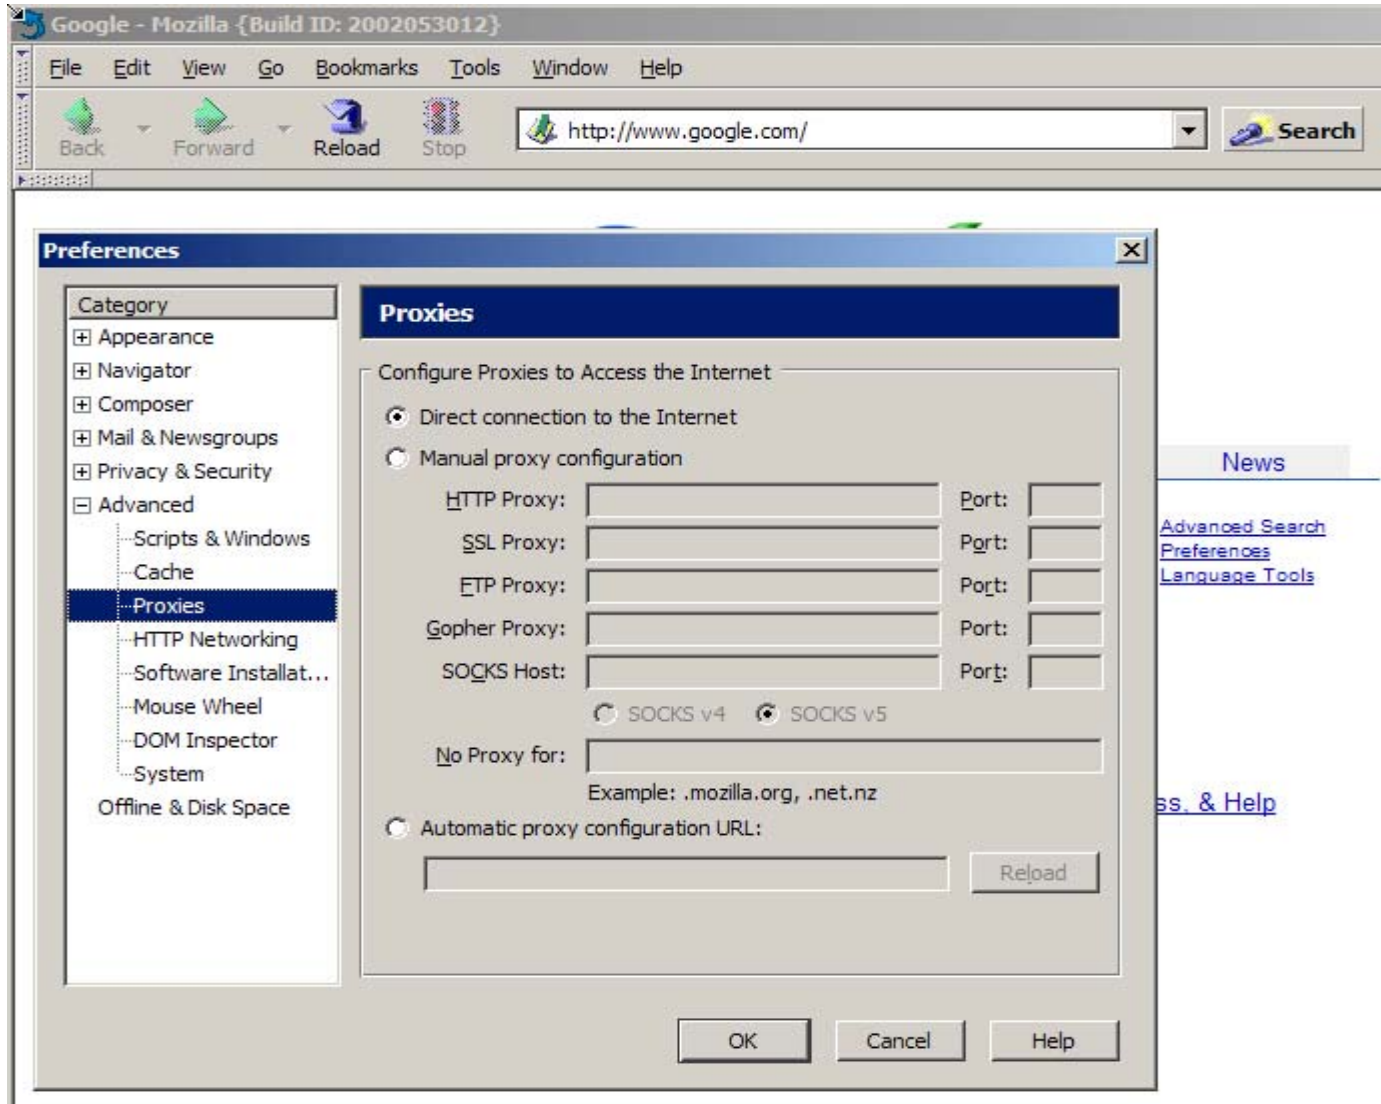 Google - Mozilla {Build ID: 2002053012}
File Edit View Go Bookmarks Tools Window Help
Back Forward Reload Stop http://www.google.com/ Search
Preferences
Category
Appearance
Navigator
Composer
Mail & Newsgroups
Privacy & Security
Advanced
Scripts & Windows
Cache
Proxies
HTTP Networking
Software Installat...
Mouse Wheel
DOM Inspector
System
Offline & Disk Space
Proxies
Configure Proxies to Access the Internet
Direct connection to the Internet
Manual proxy configuration
HTTP Proxy: Port:
SSL Proxy: Port:
FTP Proxy: Port:
Gopher Proxy: Port:
SOCKS Host: Port:
SOCKS v4 SOCKS v5
No Proxy for:
Example: .mozilla.org, .net.nz
Automatic proxy configuration URL:
Reload
OK Cancel Help
News
Advanced Search
Preferences
Language Tools
ss, & Help